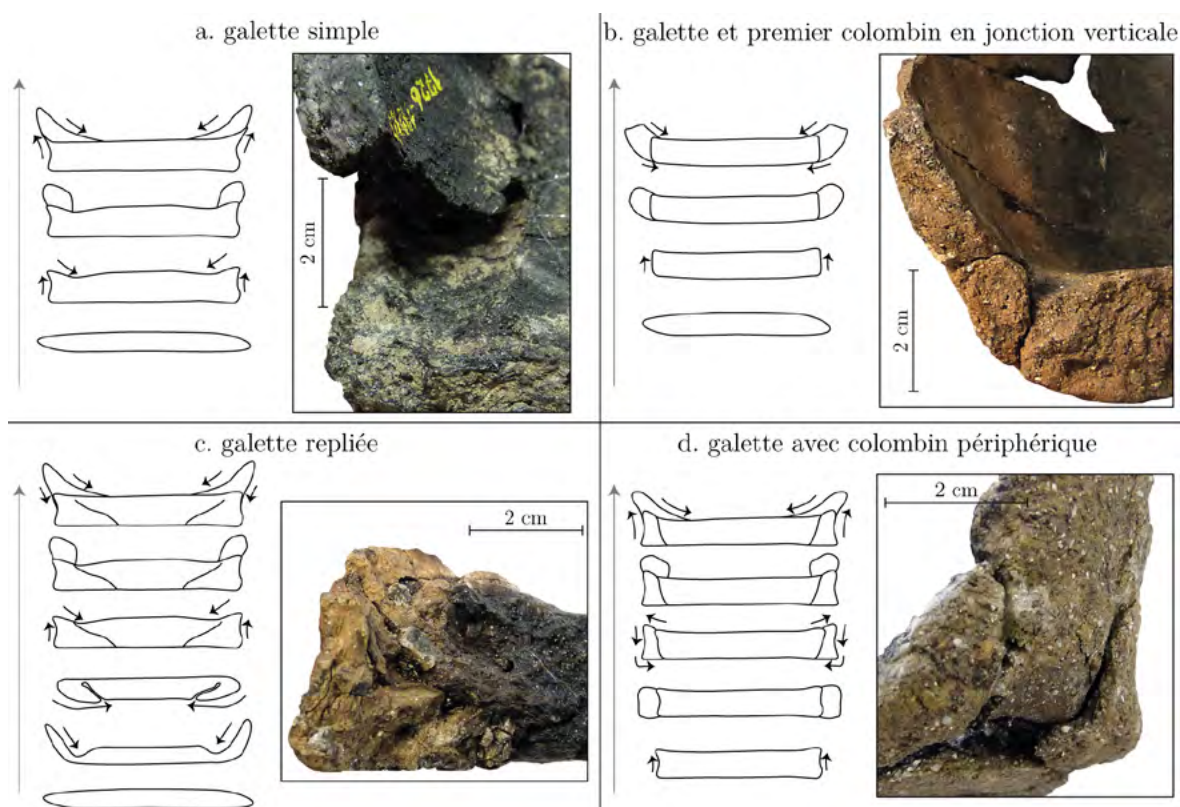 a. galette simple
2 cm
b. galette et premier colombin en jonction verticale
2 cm
c. galette repliée
2 cm
d. galette avec colombin périphérique
2 cm